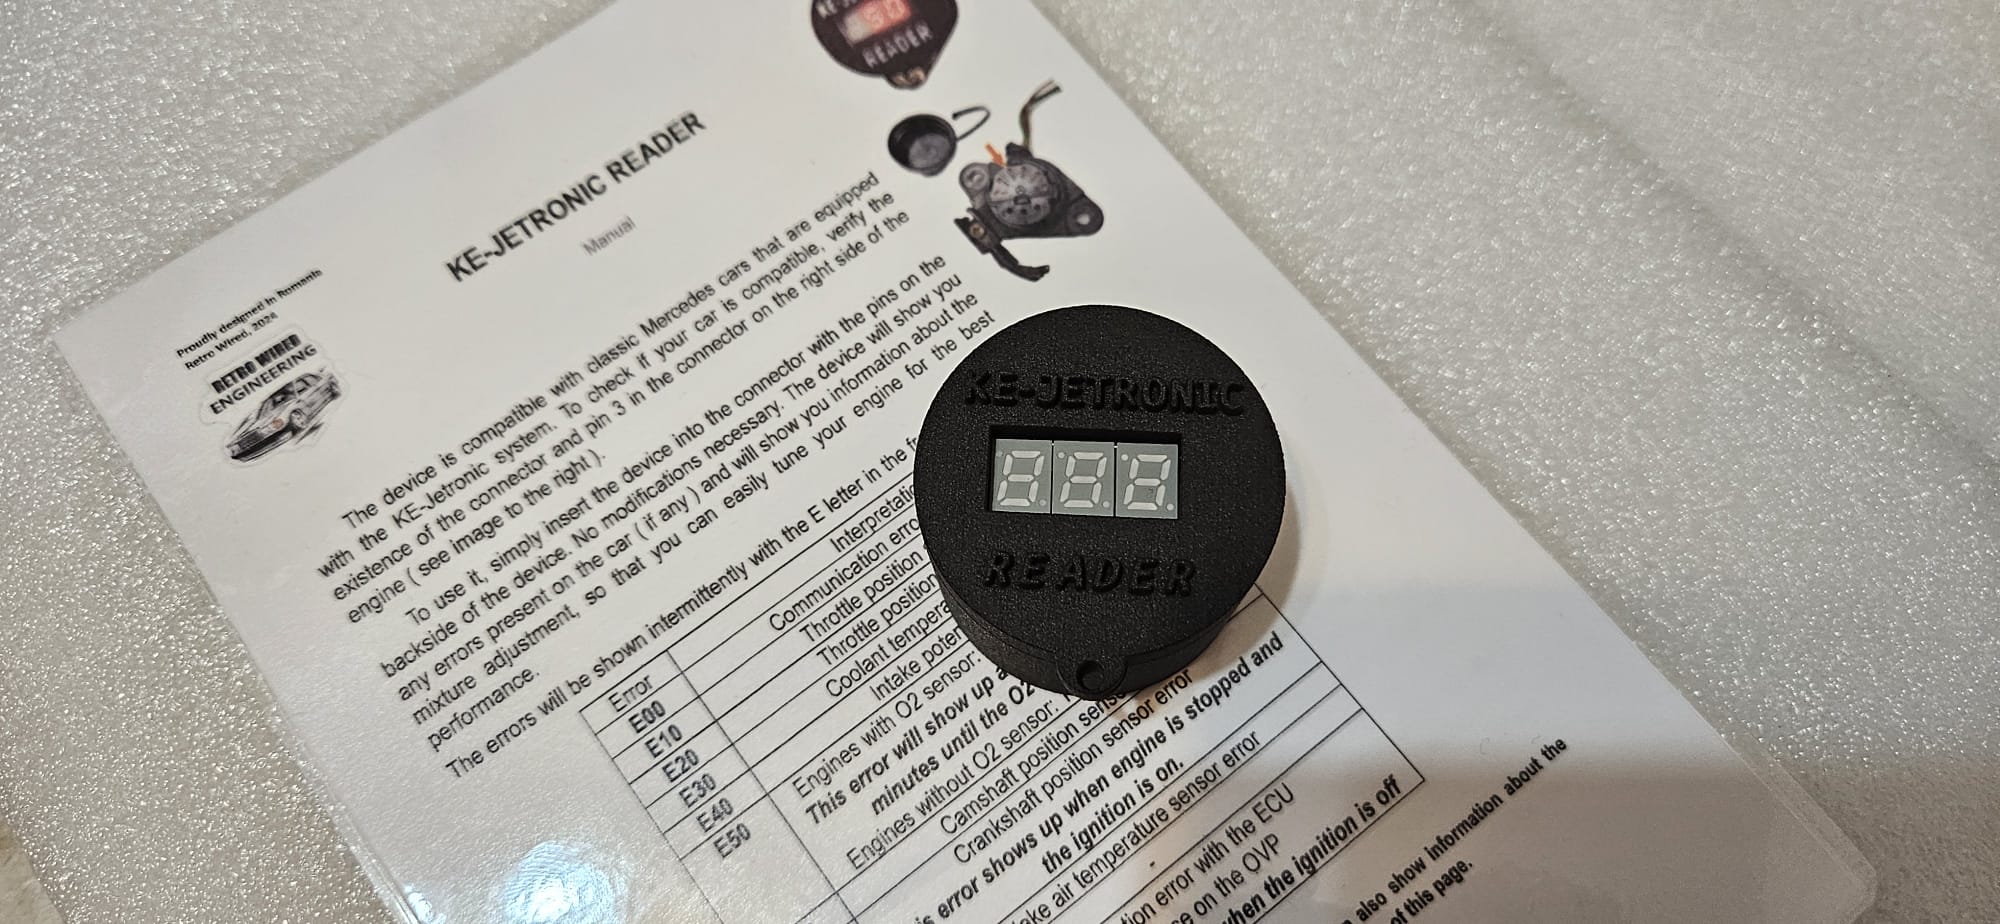 READER
KE-JETRONIC READER
Manual
Proudly designed in Romania
Retro Wired, 2024
RETRO WIRED
ENGINEERING
The device is compatible with classic Mercedes cars that are equipped
with the KE-Jetronic system. To check if your car is compatible, verify the
existence of the connector and pin 3 in the connector on the right side of the
engine ( see image to the right ).
To use it, simply insert the device into the connector with the pins on the
backside of the device. No modifications necessary. The device will show you
any errors present on the car ( if any ) and will show you information about the
mixture adjustment, so that you can easily tune your engine for the best
performance.
The errors will be shown intermittently with the E letter in the
Error
E00
E10
E20
E30
E40
E50
Communication
Throttle position
Throttle position
Coolant
Intake
Engines with O2 sensor:
This error will show up
minutes until the O2
Engines without O2 sensor:
Camshaft position
Crankshaft position sensor error
error shows up when engine is stopped and
the ignition is on.
air temperature sensor error
error with the ECU
on the OVP
when the ignition is off
also show information about the
of this page.
KE-JETRONIC
READER